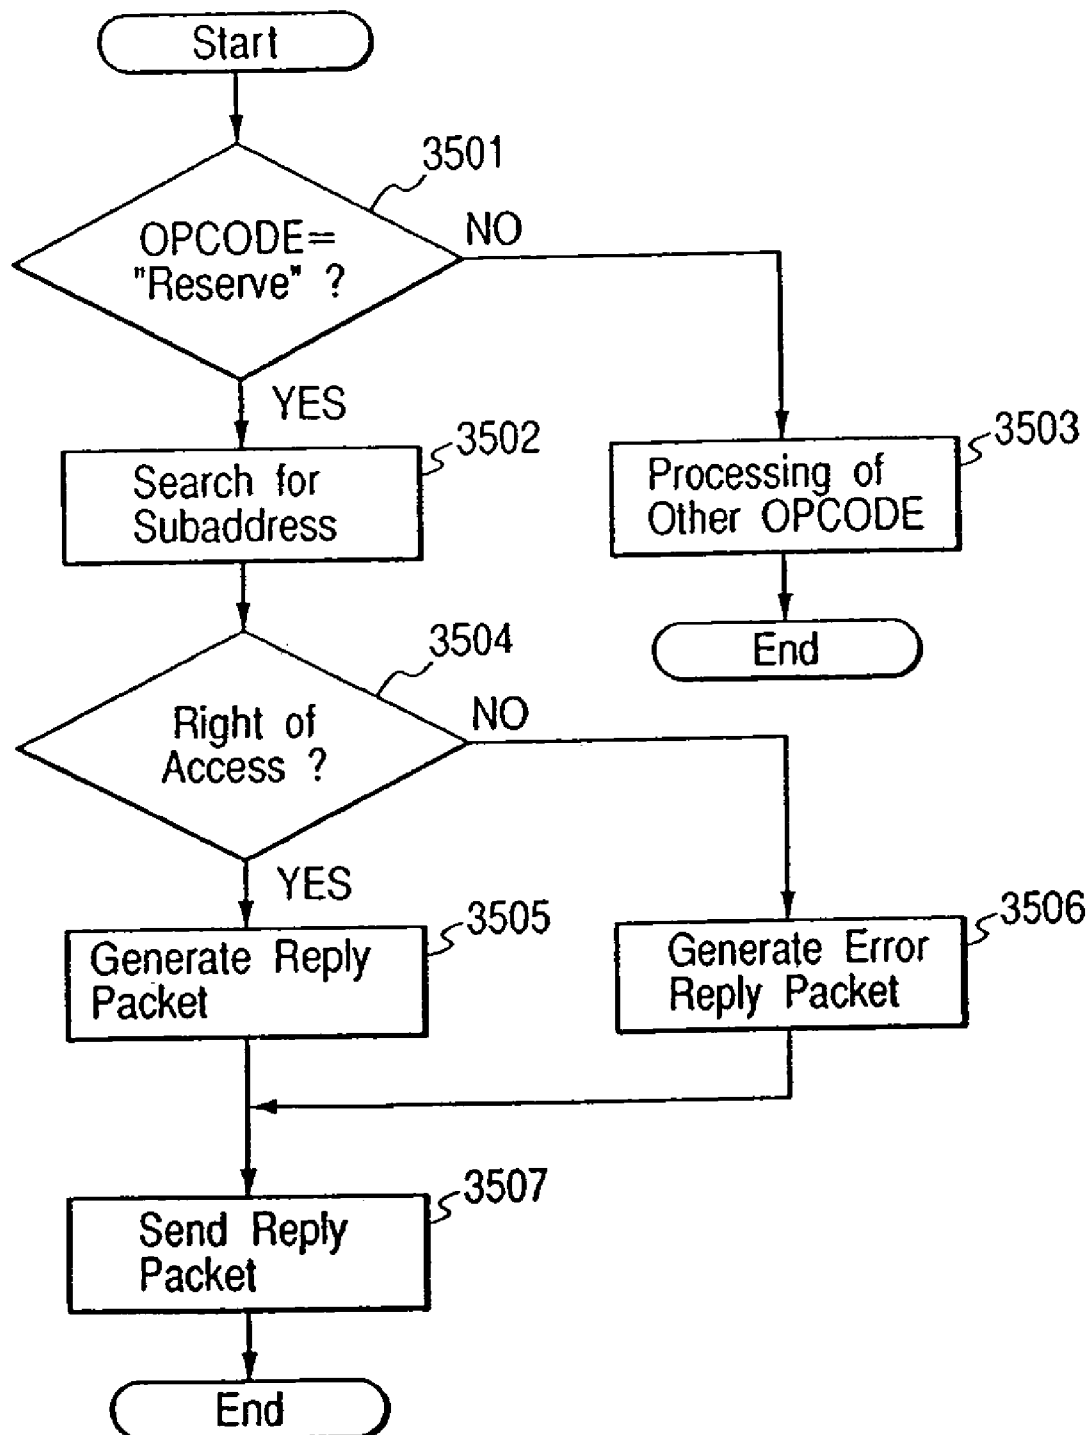 Start
3501
OPCODE=
"Reserve" ?
NO
YES
3502
Search for
Subaddress
3503
Processing of
Other OPCODE
End
3504
Right of
Access ?
NO
YES
3505
Generate Reply
Packet
3506
Generate Error
Reply Packet
3507
Send Reply
Packet
End